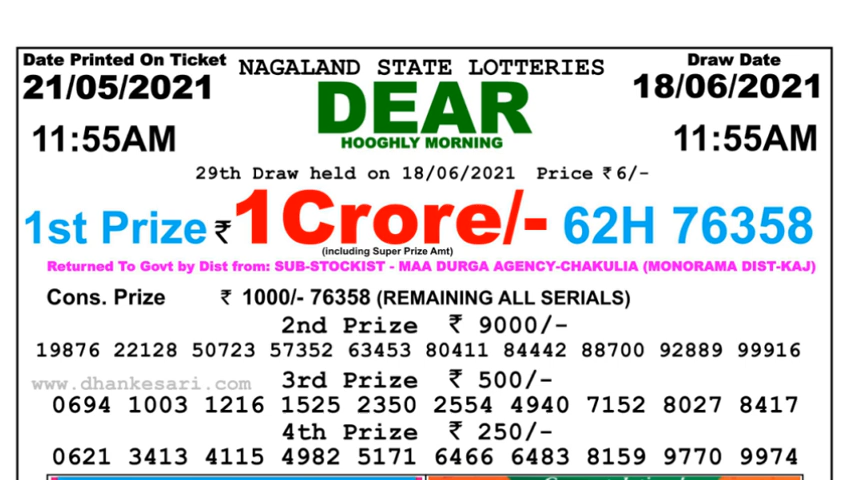 Date Printed On Ticket NAGALAND STATE LOTTERIES Draw Date
21/05/2021 DEAR 18/06/2021
HOOGHLY MORNING
11:55AM 11:55AM
29th Draw held on 18/06/2021 Price ₹6/-
1st Prize ₹1Crore/- 62H 76358
(including Super Prize Amt)
Returned To Govt by Dist from: SUB-STOCKIST - MAA DURGA AGENCY-CHAKULIA (MONORAMA DIST-KAJ)
Cons. Prize ₹ 1000/- 76358 (REMAINING ALL SERIALS)
2nd Prize ₹ 9000/-
19876 22128 50723 57352 63453 80411 84442 88700 92889 99916
www.dhankesari.com 3rd Prize ₹ 500/-
0694 1003 1216 1525 2350 2554 4940 7152 8027 8417
4th Prize ₹ 250/-
0621 3413 4115 4982 5171 6466 6483 8159 9770 9974